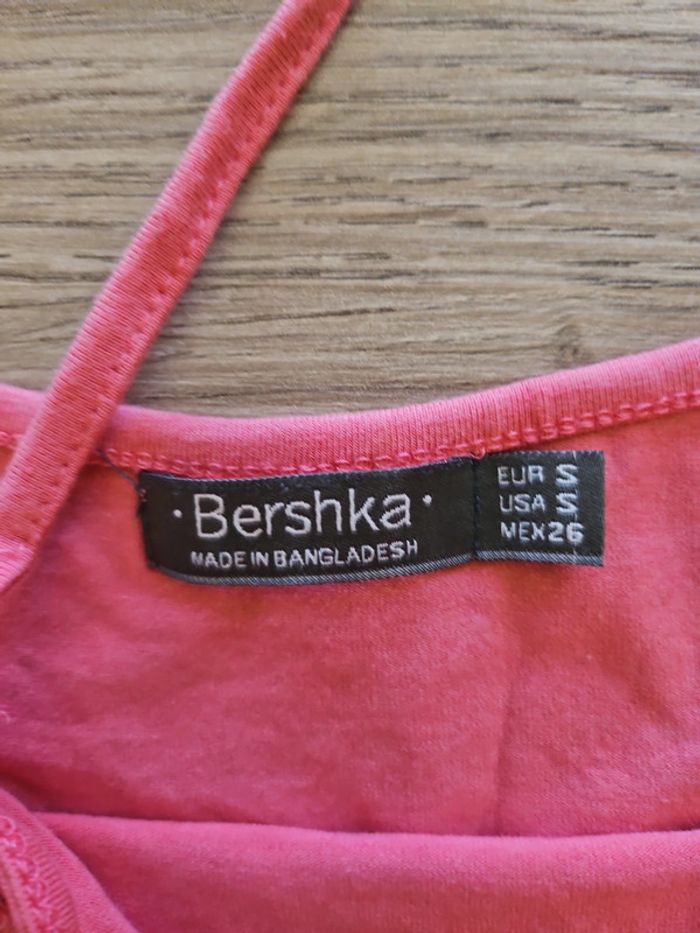 · Bershka ·
MADE IN BANGLADESH
EUR S
USA S
MEX 26